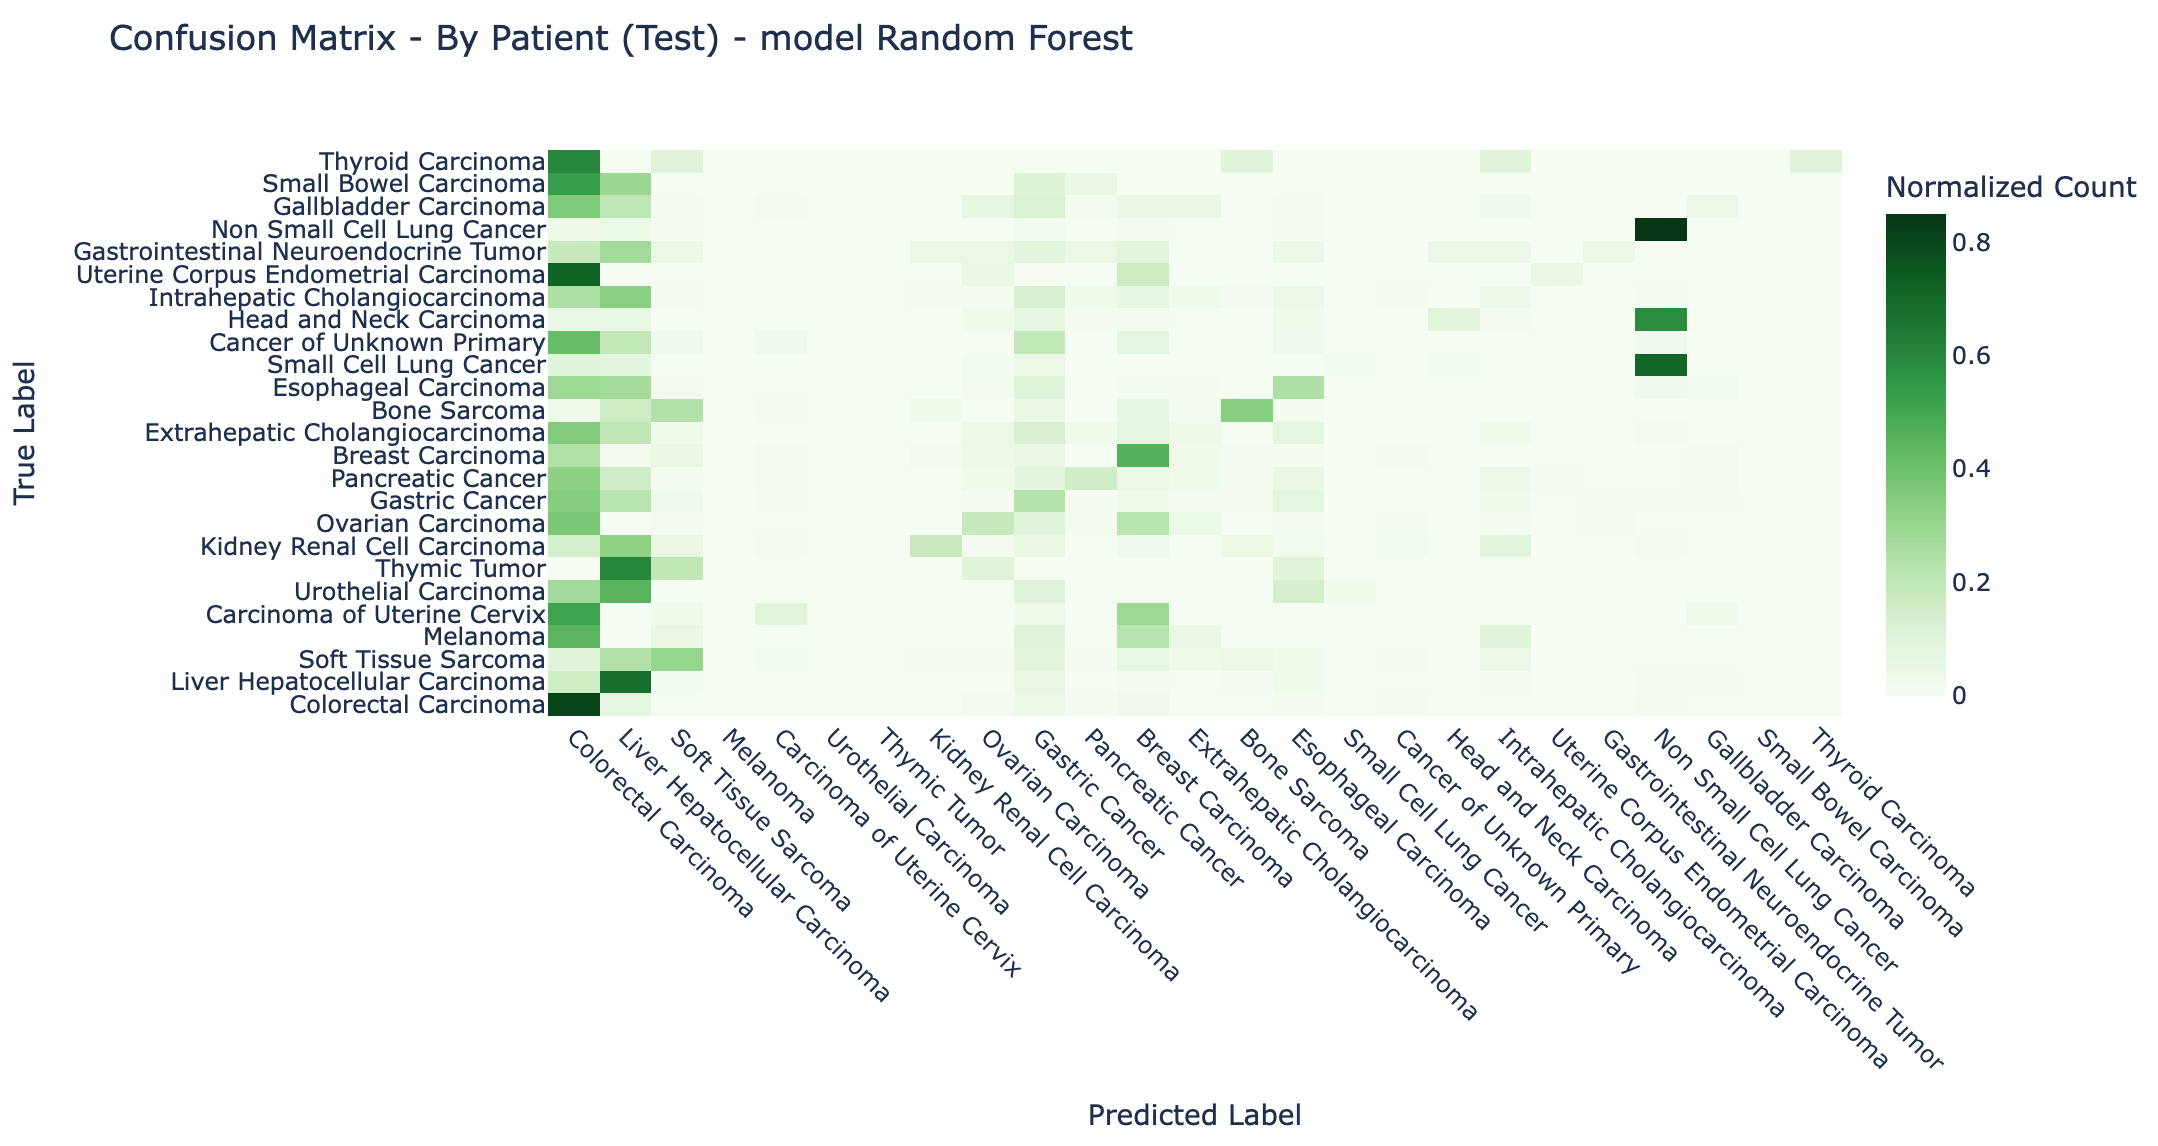 Confusion Matrix - By Patient (Test) - model Random Forest
Normalized Count
0.8
0.6
0.4
0.2
0
True Label
Thyroid Carcinoma
Small Bowel Carcinoma
Gallbladder Carcinoma
Non Small Cell Lung Cancer
Gastrointestinal Neuroendocrine Tumor
Uterine Corpus Endometrial Carcinoma
Intrahepatic Cholangiocarcinoma
Head and Neck Carcinoma
Cancer of Unknown Primary
Small Cell Lung Cancer
Esophageal Carcinoma
Bone Sarcoma
Extrahepatic Cholangiocarcinoma
Breast Carcinoma
Pancreatic Cancer
Gastric Cancer
Ovarian Carcinoma
Kidney Renal Cell Carcinoma
Thymic Tumor
Urothelial Carcinoma
Carcinoma of Uterine Cervix
Melanoma
Soft Tissue Sarcoma
Liver Hepatocellular Carcinoma
Colorectal Carcinoma
Colorectal Carcinoma
Liver Hepatocellular Carcinoma
Soft Tissue Sarcoma
Melanoma
Carcinoma of Uterine Cervix
Urothelial Carcinoma
Thymic Tumor
Kidney Renal Cell Carcinoma
Ovarian Carcinoma
Gastric Cancer
Pancreatic Cancer
Breast Carcinoma
Extrahepatic Cholangiocarcinoma
Bone Sarcoma
Esophageal Carcinoma
Small Cell Lung Cancer
Cancer of Unknown Primary
Head and Neck Carcinoma
Intrahepatic Cholangiocarcinoma
Uterine Corpus Endometrial Carcinoma
Gastrointestinal Neuroendocrine Tumor
Non Small Cell Lung Cancer
Gallbladder Carcinoma
Small Bowel Carcinoma
Thyroid Carcinoma
Predicted Label